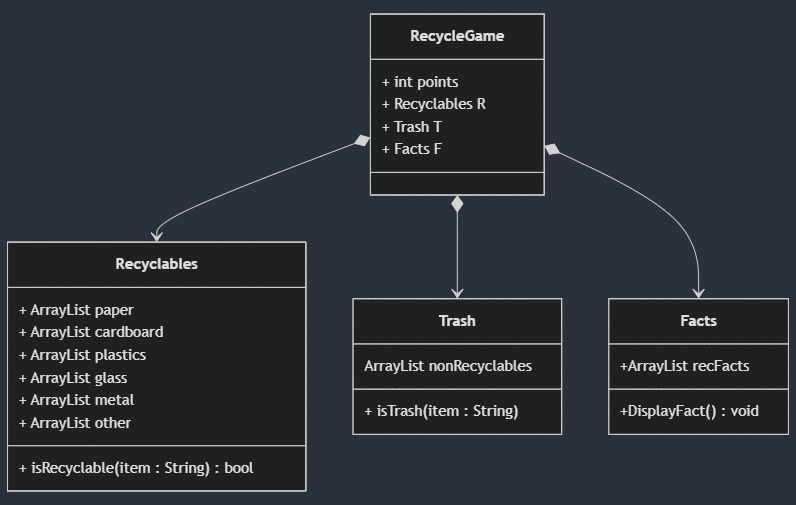 RecycleGame
+ int points
+ Recyclables R
+ Trash T
+ Facts F
Recyclables
+ ArrayList paper
+ ArrayList cardboard
+ ArrayList plastics
+ ArrayList glass
+ ArrayList metal
+ ArrayList other
+ isRecyclable(item : String) : bool
Trash
ArrayList nonRecyclables
+ isTrash(item : String)
Facts
+ArrayList recFacts
+DisplayFact() : void